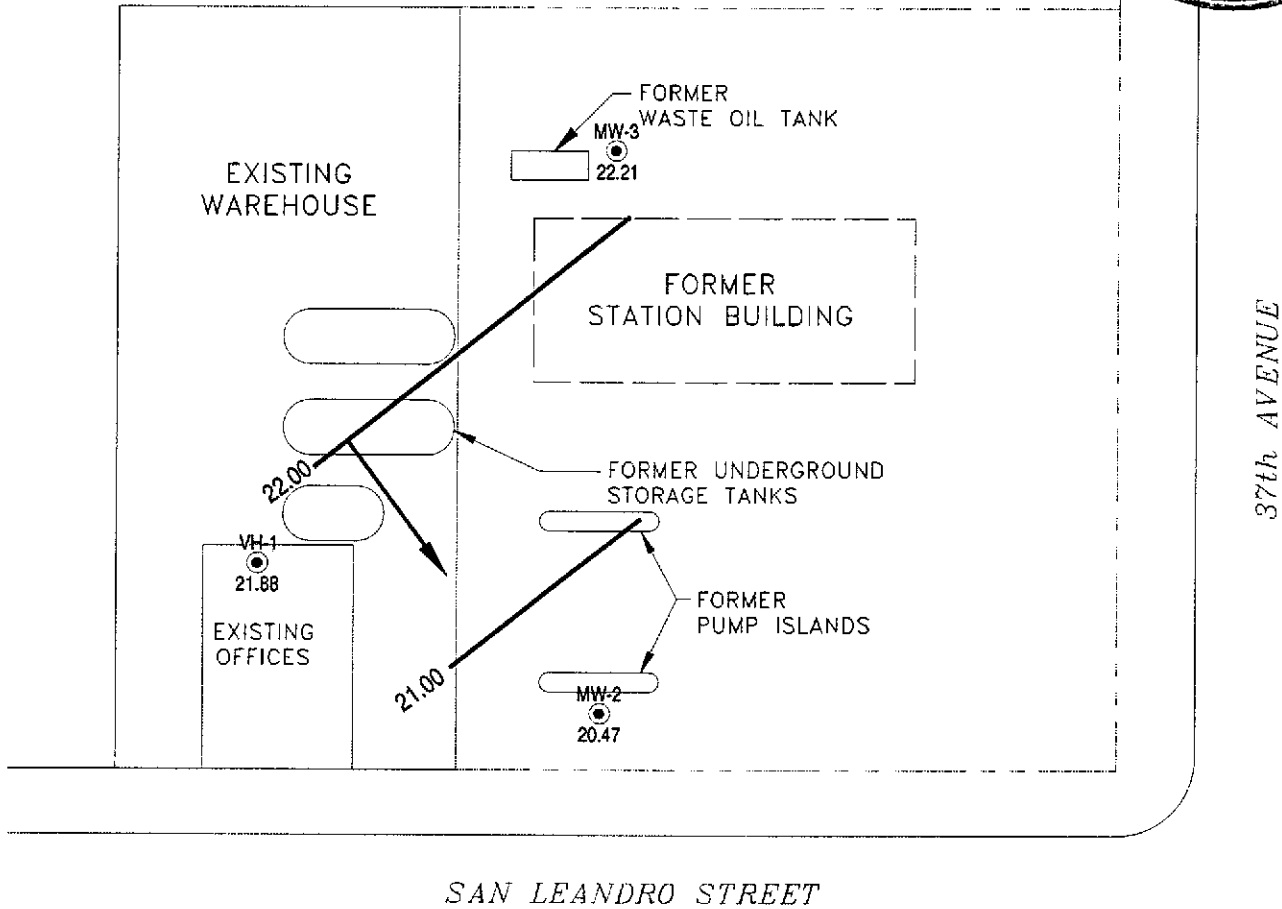 FORMER
WASTE OIL TANK
MW-3
22.21
EXISTING
WAREHOUSE
FORMER
STATION BUILDING
37th AVENUE
FORMER UNDERGROUND
STORAGE TANKS
22.00
VH-1
21.88
EXISTING
OFFICES
FORMER
PUMP ISLANDS
21.00
MW-2
20.47
SAN LEANDRO STREET